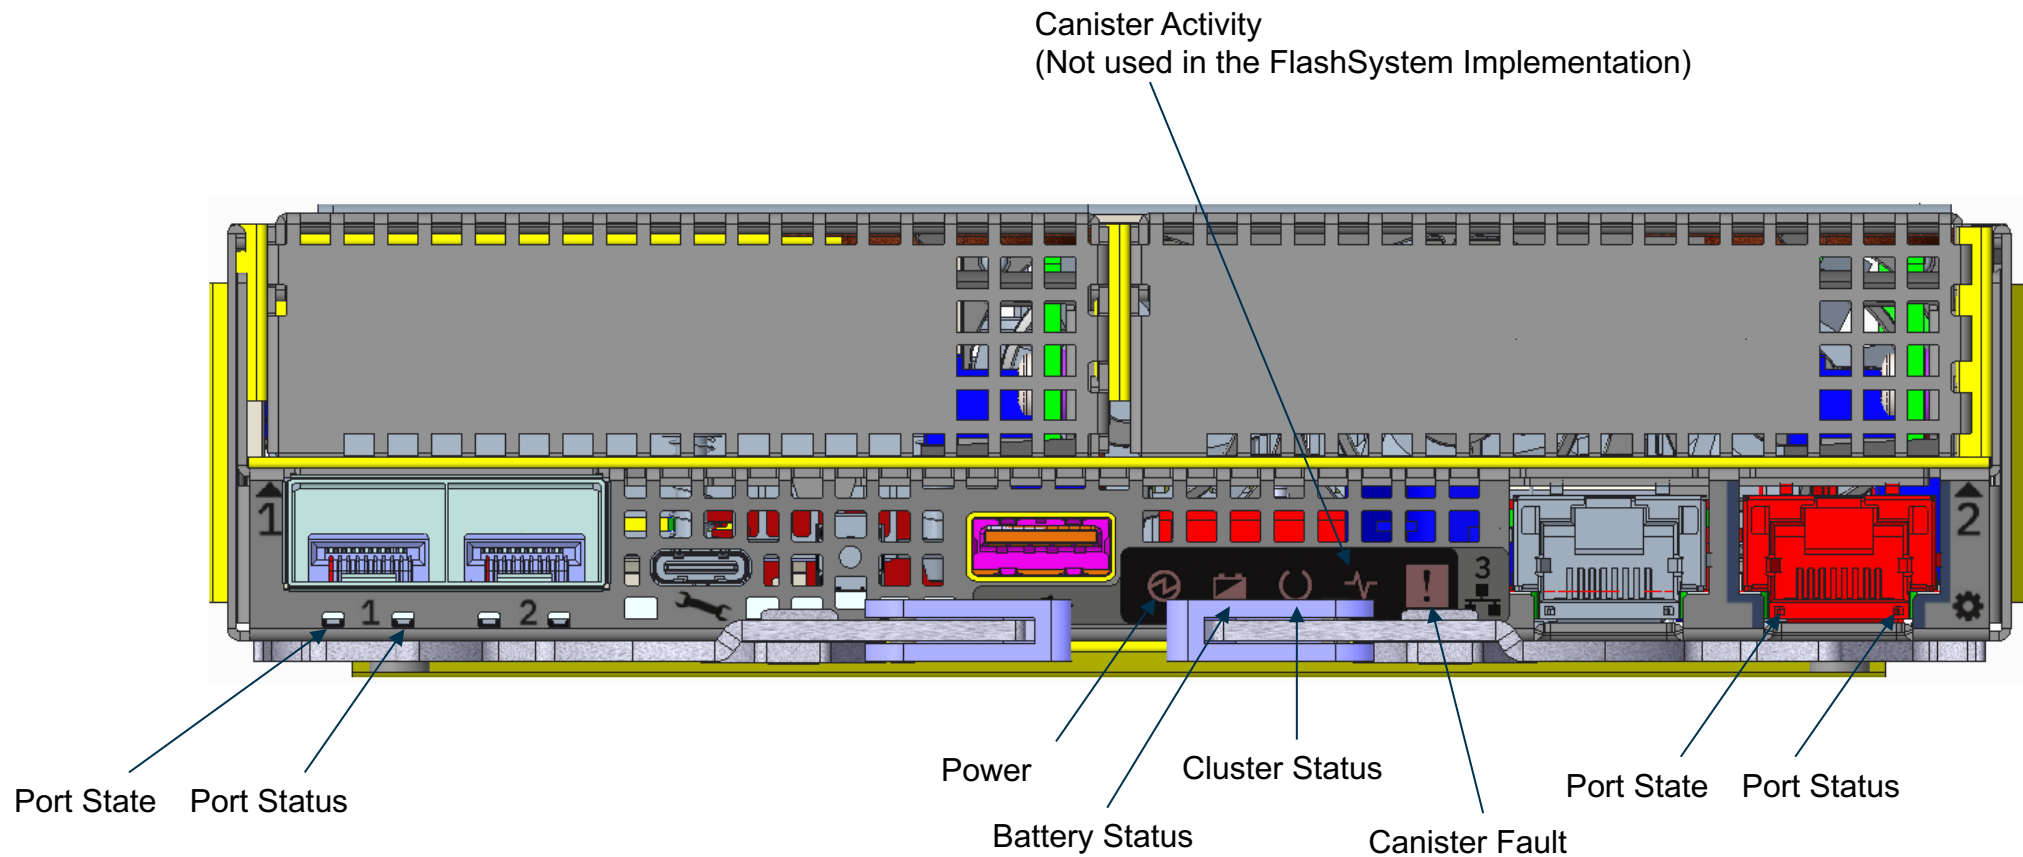 Canister Activity
(Not used in the FlashSystem Implementation)
1
2
1
2
3
Port State
Port Status
Power
Battery Status
Cluster Status
Canister Fault
Port State
Port Status